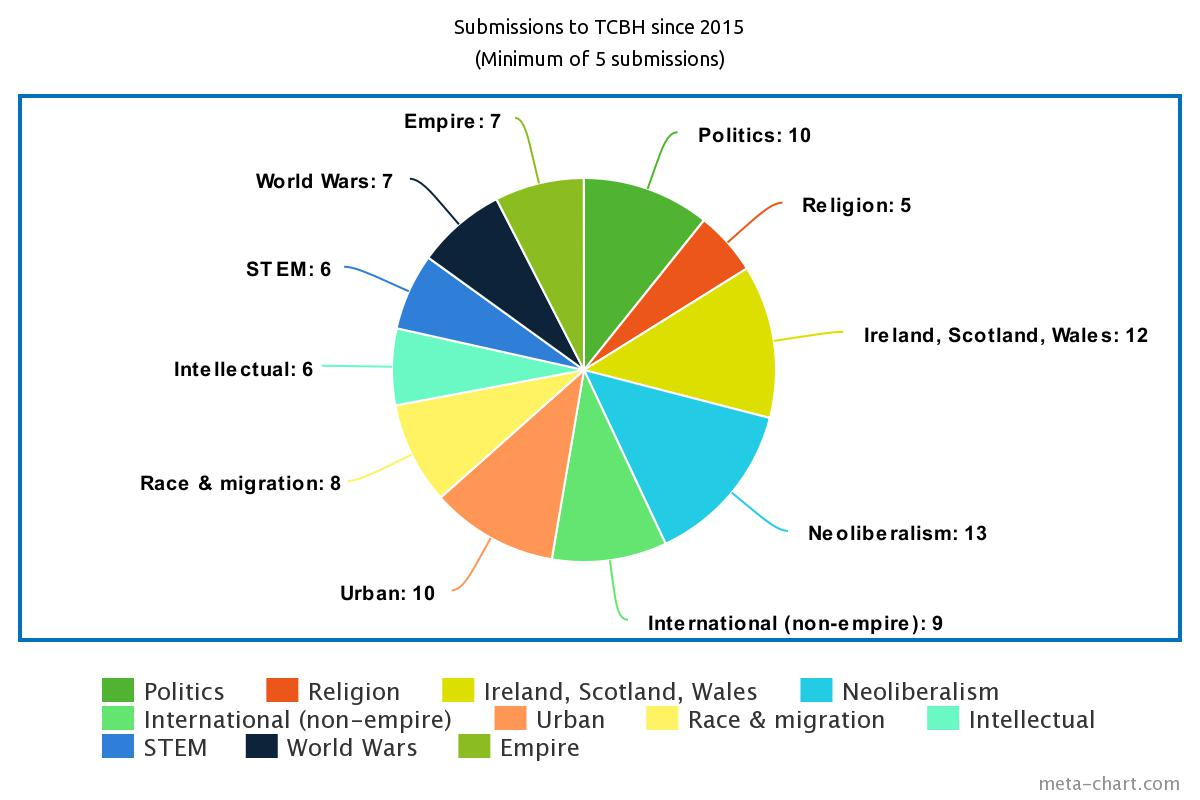 Submissions to TCBH since 2015
(Minimum of 5 submissions)
Empire: 7
Politics: 10
World Wars: 7
Religion: 5
STEM: 6
Ireland, Scotland, Wales: 12
Intellectual: 6
Race & migration: 8
Neoliberalism: 13
Urban: 10
International (non-empire): 9
Politics Religion Ireland, Scotland, Wales Neoliberalism
International (non-empire) Urban Race & migration Intellectual
STEM World Wars Empire
meta-chart.com